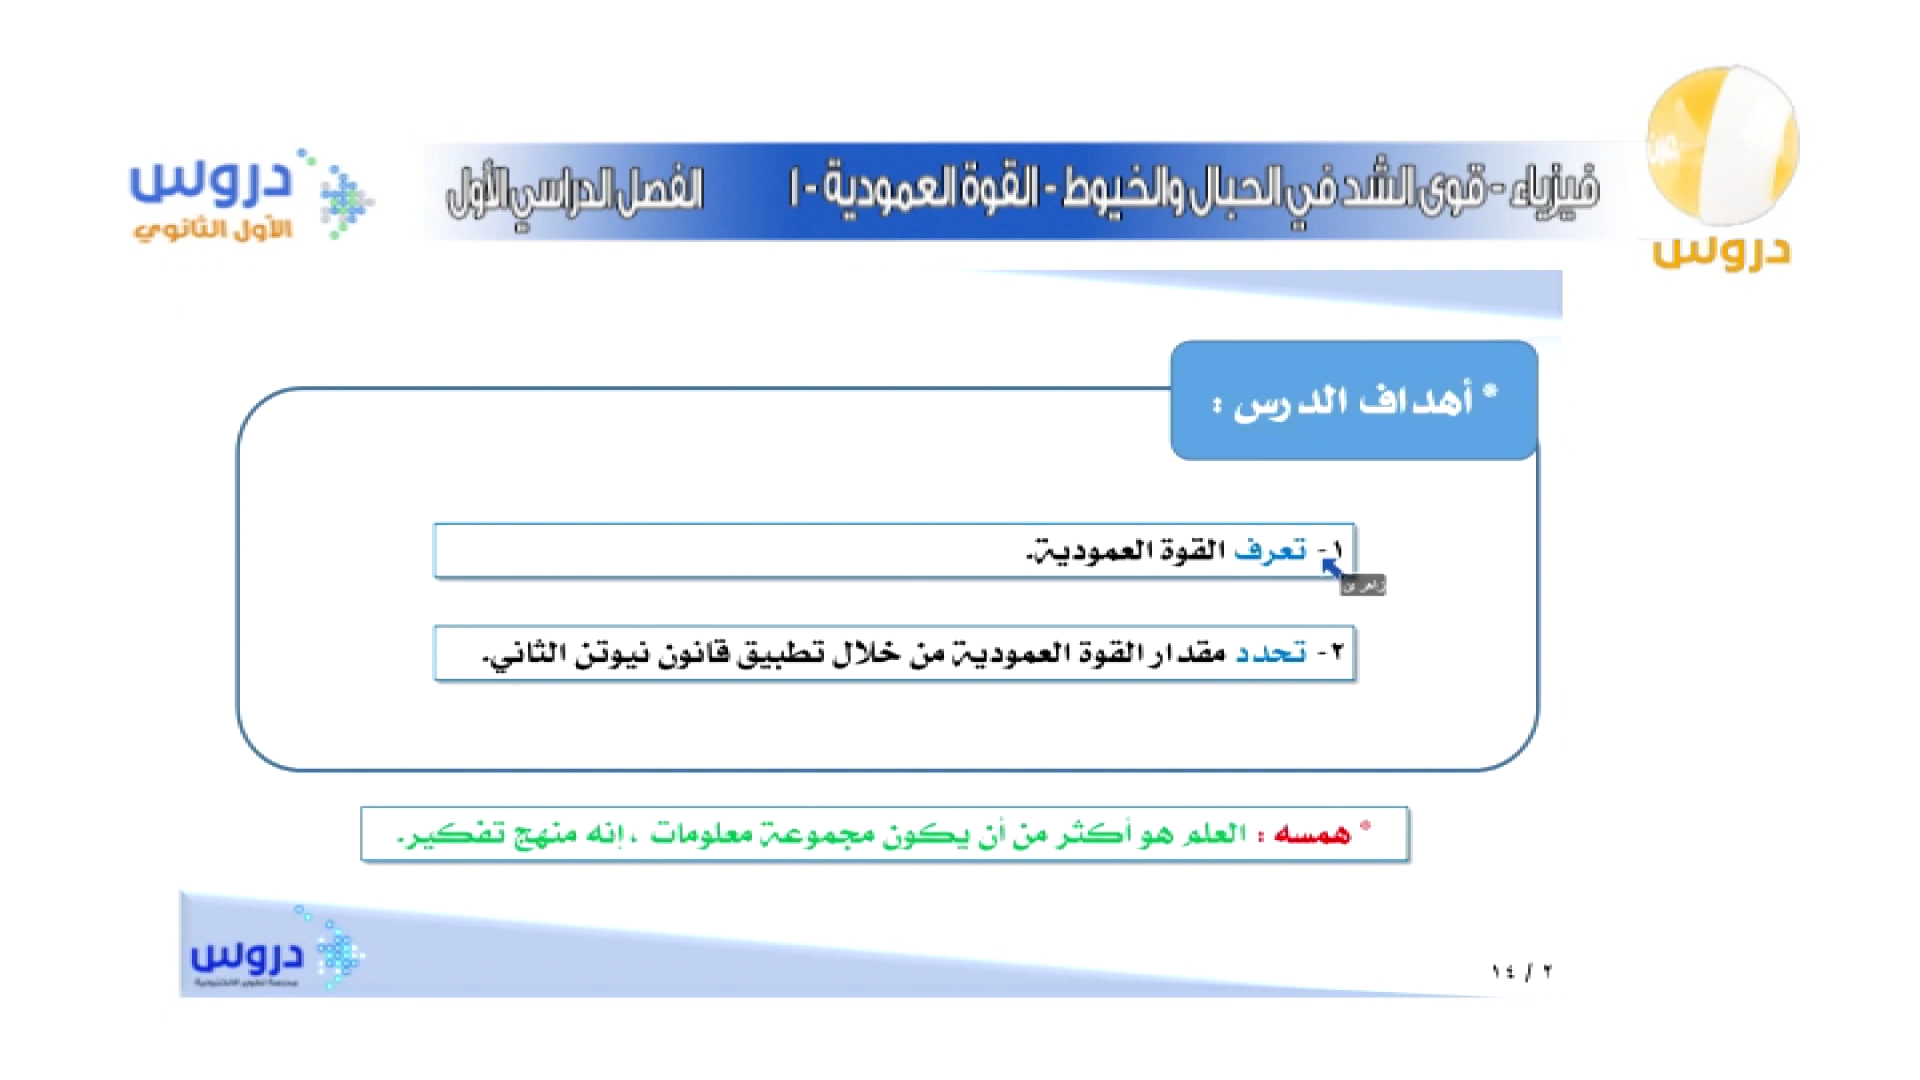 فيزياء - قوى الشد في الحبال والخيوط - القوة العمودية - ١ الفصل الدراسي الأول
دروس
دروس
الأول الثانوي
* أهداف الدرس :
١- تعرف القوة العمودية.
زاهر بن
٢- تحدد مقدار القوة العمودية من خلال تطبيق قانون نيوتن الثاني.
* همسه : العلم هو أكثر من أن يكون مجموعة معلومات ، إنه منهج تفكير.
دروس
٢ / ١٤